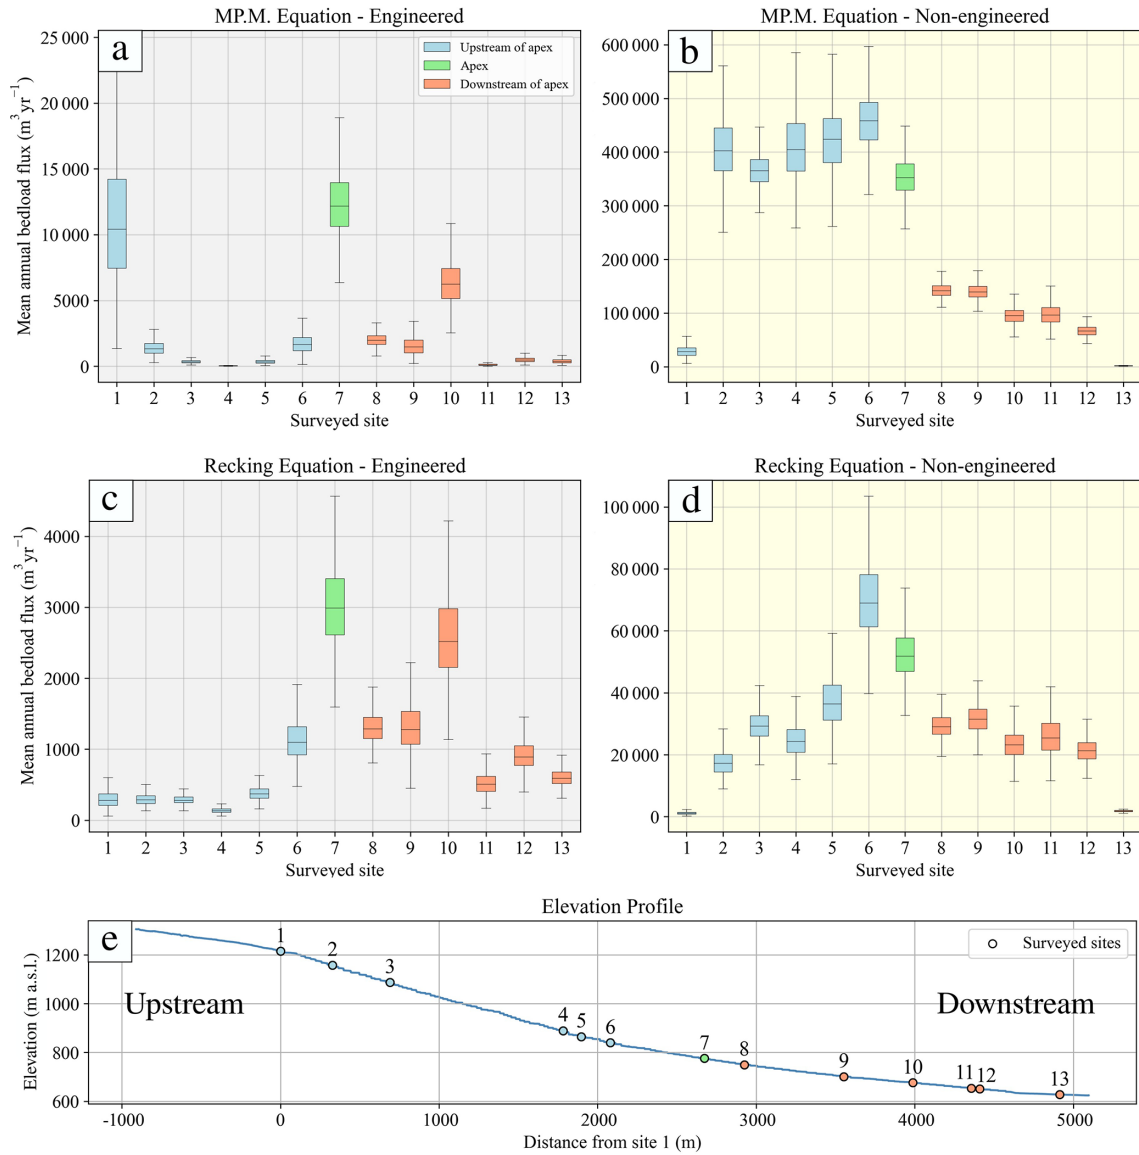 MP.M. Equation - Engineered
a
Upstream of apex
Apex
Downstream of apex
25 000
20 000
15 000
10 000
5000
0
Mean annual bedload flux (m³yr⁻¹)
1 2 3 4 5 6 7 8 9 10 11 12 13
Surveyed site
MP.M. Equation - Non-engineered
b
600 000
500 000
400 000
300 000
200 000
100 000
0
1 2 3 4 5 6 7 8 9 10 11 12 13
Surveyed site
Recking Equation - Engineered
c
4000
3000
2000
1000
0
Mean annual bedload flux (m³yr⁻¹)
1 2 3 4 5 6 7 8 9 10 11 12 13
Surveyed site
Recking Equation - Non-engineered
d
100 000
80 000
60 000
40 000
20 000
0
1 2 3 4 5 6 7 8 9 10 11 12 13
Surveyed site
Elevation Profile
e
Surveyed sites
1 2 3 4 5 6 7 8 9 10 11 12 13
Upstream
Downstream
1200
1000
800
600
Elevation (m a.s.l.)
-1000 0 1000 2000 3000 4000 5000
Distance from site 1 (m)